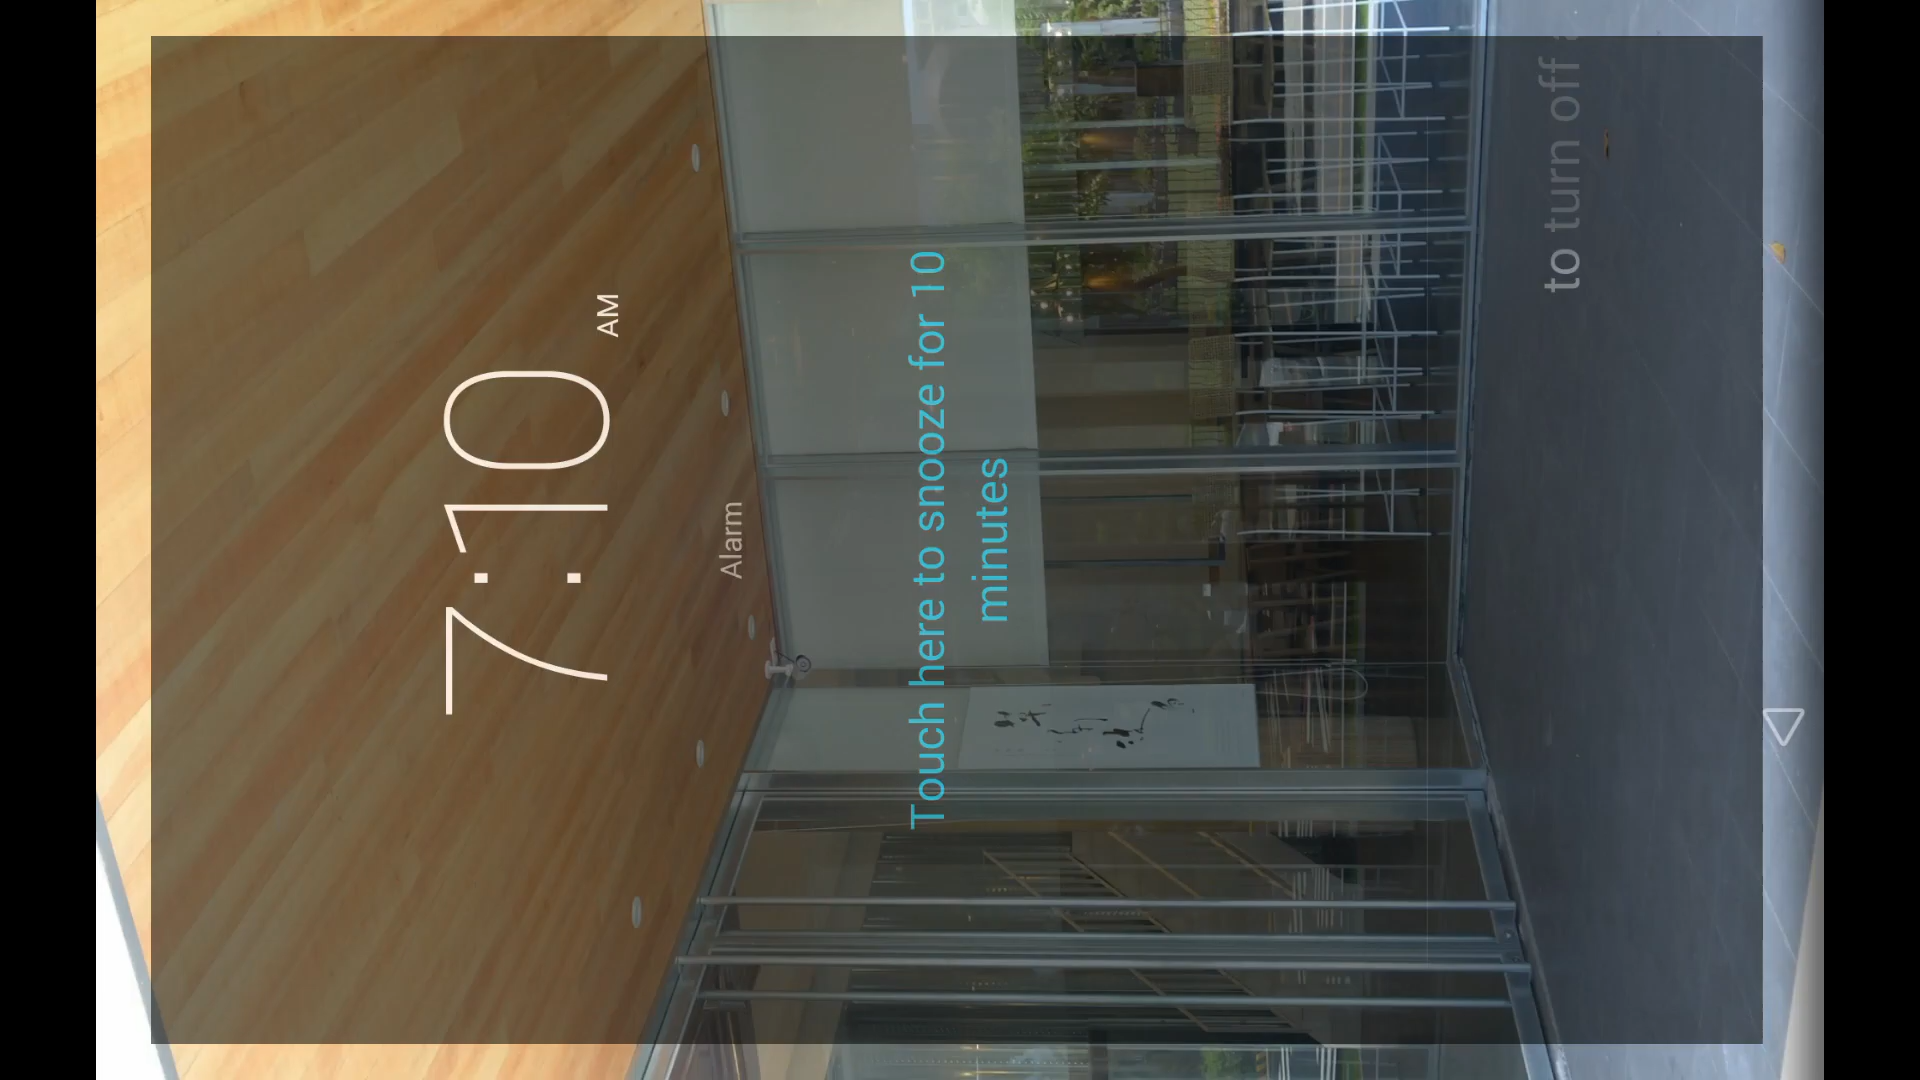 7:10 AM
Alarm
Touch here to snooze for 10
minutes
to turn off